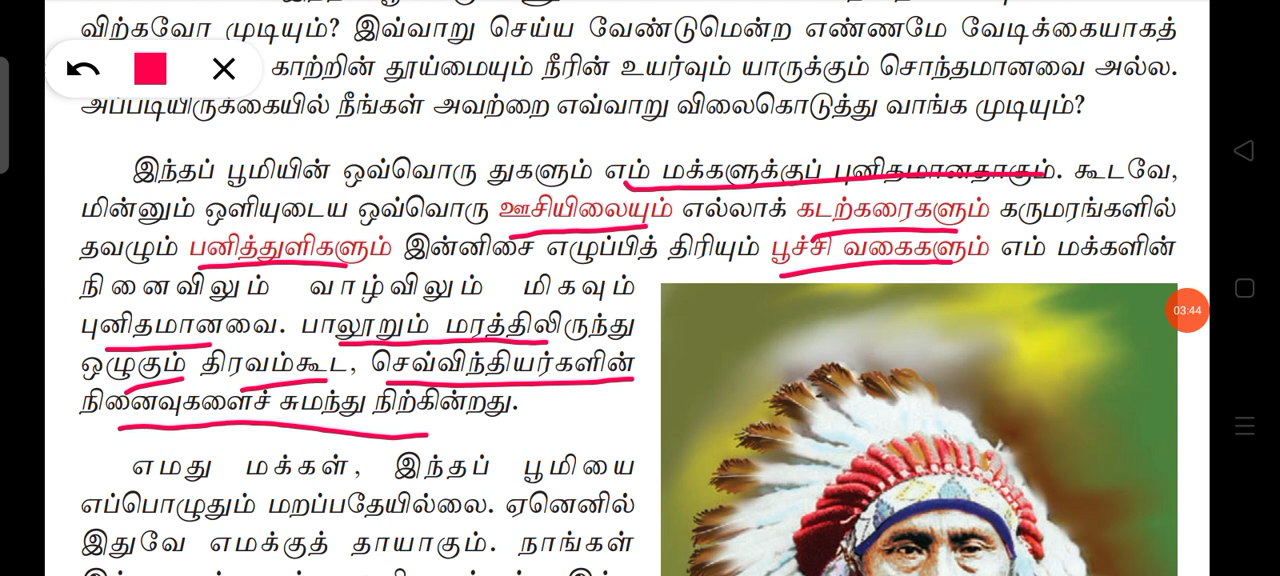 விற்கவோ முடியும்? இவ்வாறு செய்ய வேண்டுமென்ற எண்ணமே வேடிக்கையாகத்
காற்றின் தூய்மையும் நீரின் உயர்வும் யாருக்கும் சொந்தமானவை அல்ல.
அப்படியிருக்கையில் நீங்கள் அவற்றை எவ்வாறு விலைகொடுத்து வாங்க முடியும்?
இந்தப் பூமியின் ஒவ்வொரு துகளும் எம் மக்களுக்குப் புனிதமானதாகும். கூடவே,
மின்னும் ஒளியுடைய ஒவ்வொரு ஊசியிலையும் எல்லாக் கடற்கரைகளும் கருமரங்களில்
தவழும் பனித்துளிகளும் இன்னிசை எழுப்பித் திரியும் பூச்சி வகைகளும் எம் மக்களின்
நினைவிலும் வாழ்விலும் மிகவும்
புனிதமானவை. பாலூறும் மரத்திலிருந்து
ஒழுகும் திரவம்கூட, செவ்விந்தியர்களின்
நினைவுகளைச் சுமந்து நிற்கின்றது.
03:44
எமது மக்கள், இந்தப் பூமியை
எப்பொழுதும் மறப்பதேயில்லை. ஏனெனில்
இதுவே எமக்குத் தாயாகும். நாங்கள்